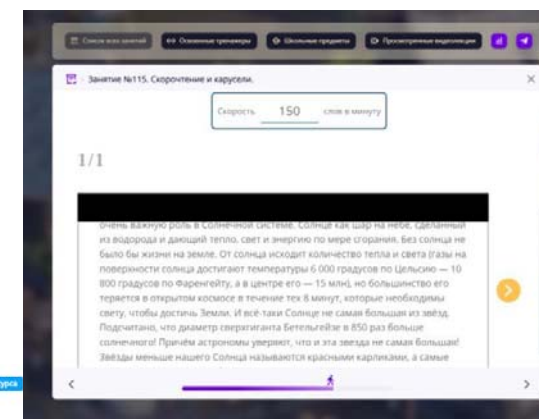 Список всех занятий
Основные тренажеры
Школьные предметы
Просмотренные видеолекции
Занятие №115. Скорочтение и карусели.
Скорость 150 слов в минуту
1/1
очень важную роль в Солнечной системе. Солнце как шар на небе, сделанный
из водорода и дающий тепло, свет и энергию по мере сгорания. Без солнца не
было бы жизни на земле. От солнца исходит количество тепла и света (газы на
поверхности солнца достигают температуры 6 000 градусов по Цельсию — 10
800 градусов по Фаренгейту, а в центре его — 15 млн), но большинство его
теряется в открытом космосе в течение тех 8 минут, которые необходимы
свету, чтобы достичь Земли. И всё-таки Солнце не самая большая из звёзд.
Подсчитано, что диаметр сверхгиганта Бетельгейзе в 850 раз больше
солнечного! Причём астрономы уверяют, что и эта звезда не самая большая!
Звёзды меньше нашего Солнца называются красными карликами, а самые
курса